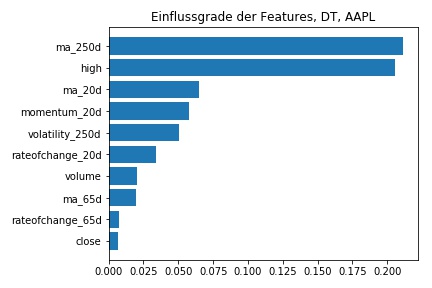 Einflussgrade der Features, DT, AAPL
ma_250d
high
ma_20d
momentum_20d
volatility_250d
rateofchange_20d
volume
ma_65d
rateofchange_65d
close
0.000 0.025 0.050 0.075 0.100 0.125 0.150 0.175 0.200